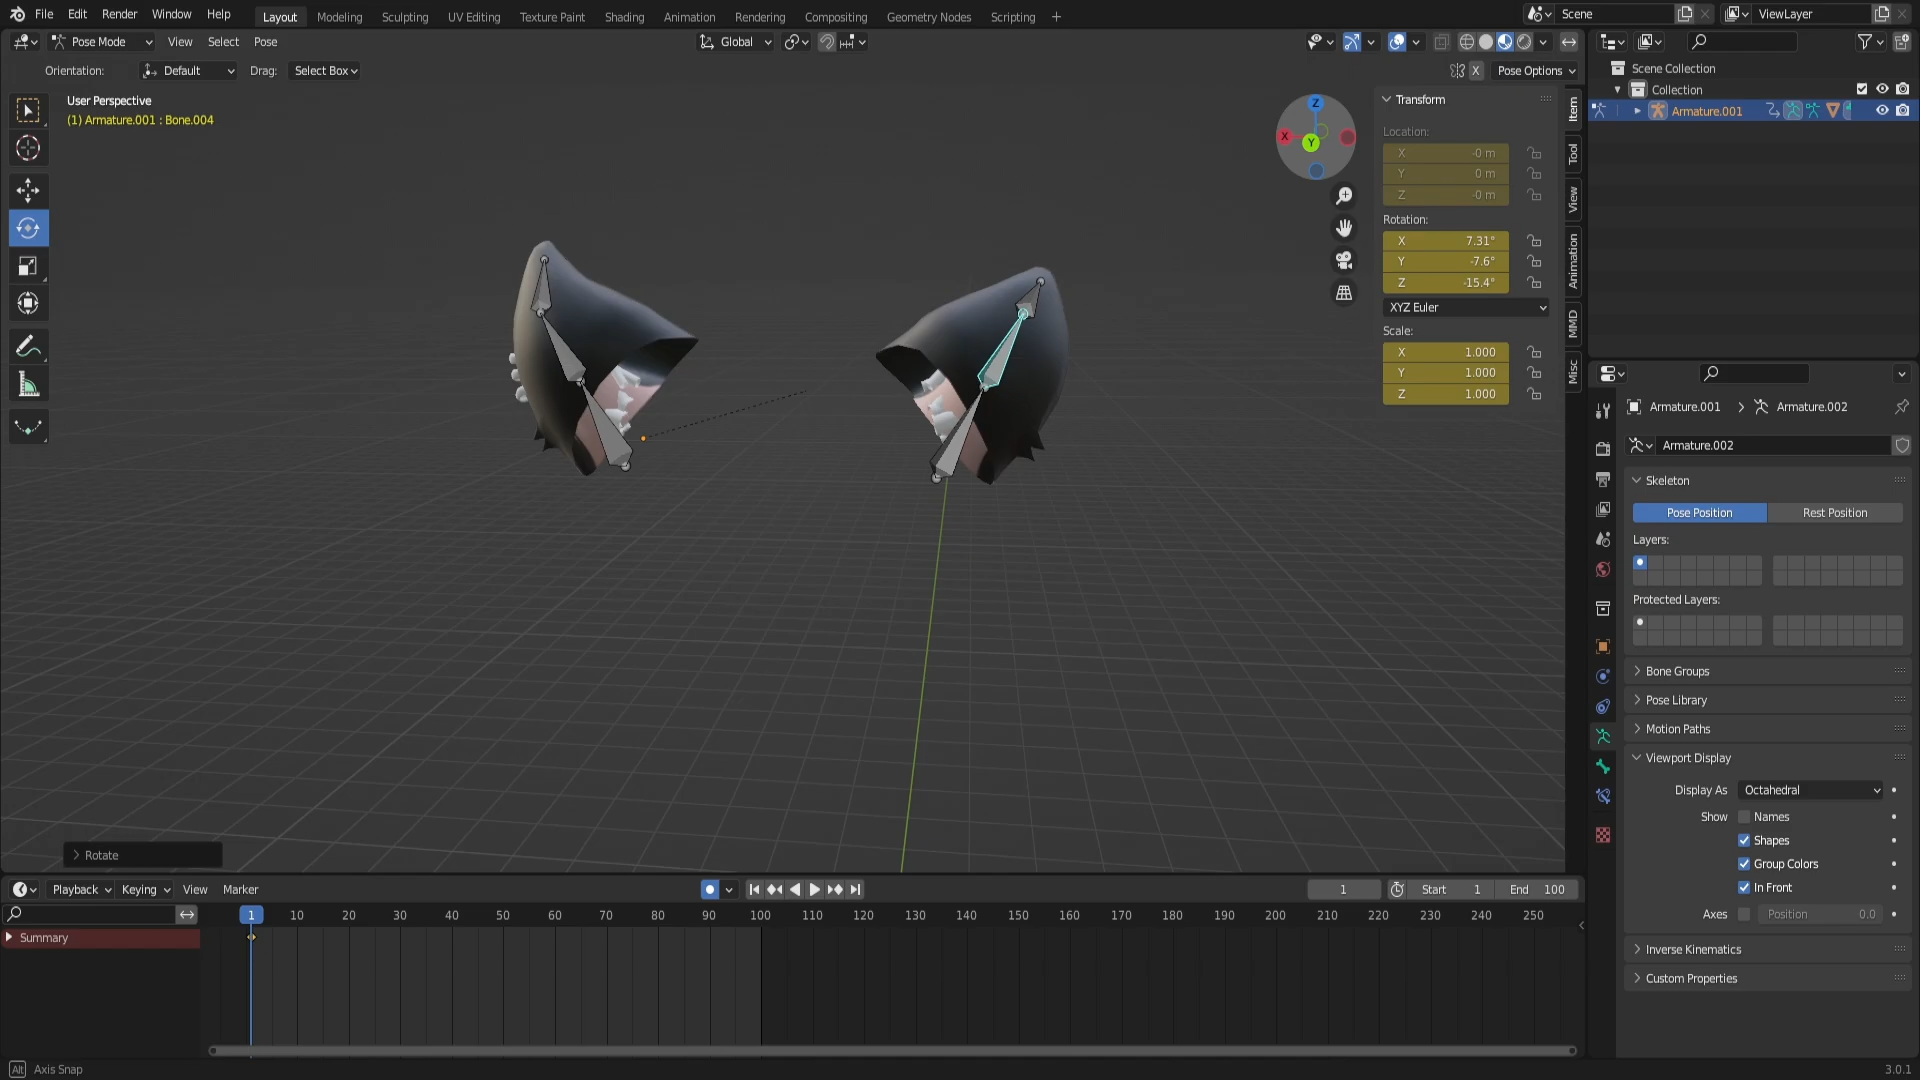 File Edit Render Window Help Layout Modeling Sculpting UV Editing Texture Paint Shading Animation Rendering Compositing Geometry Nodes Scripting + Scene ViewLayer
Pose Mode View Select Pose Global
Orientation: Default Drag: Select Box X Pose Options
User Perspective
(1) Armature.001 : Bone.004
Z
X
Y
Transform
Location:
X -0 m
Y 0 m
Z -0 m
Rotation:
X 7.31°
Y -7.6°
Z -15.4°
XYZ Euler
Scale:
X 1.000
Y 1.000
Z 1.000
Item
Tool
View
Animation
MMD
Misc
Scene Collection
Collection
Armature.001
Armature.001 Armature.002
Armature.002
Skeleton
Pose Position Rest Position
Layers:
Protected Layers:
Bone Groups
Pose Library
Motion Paths
Viewport Display
Display As Octahedral
Show Names
Shapes
Group Colors
In Front
Axes Position 0.0
Inverse Kinematics
Custom Properties
Rotate
Playback Keying View Marker 1 Start 1 End 100
1 10 20 30 40 50 60 70 80 90 100 110 120 130 140 150 160 170 180 190 200 210 220 230 240 250
Summary
Alt Axis Snap 3.0.1